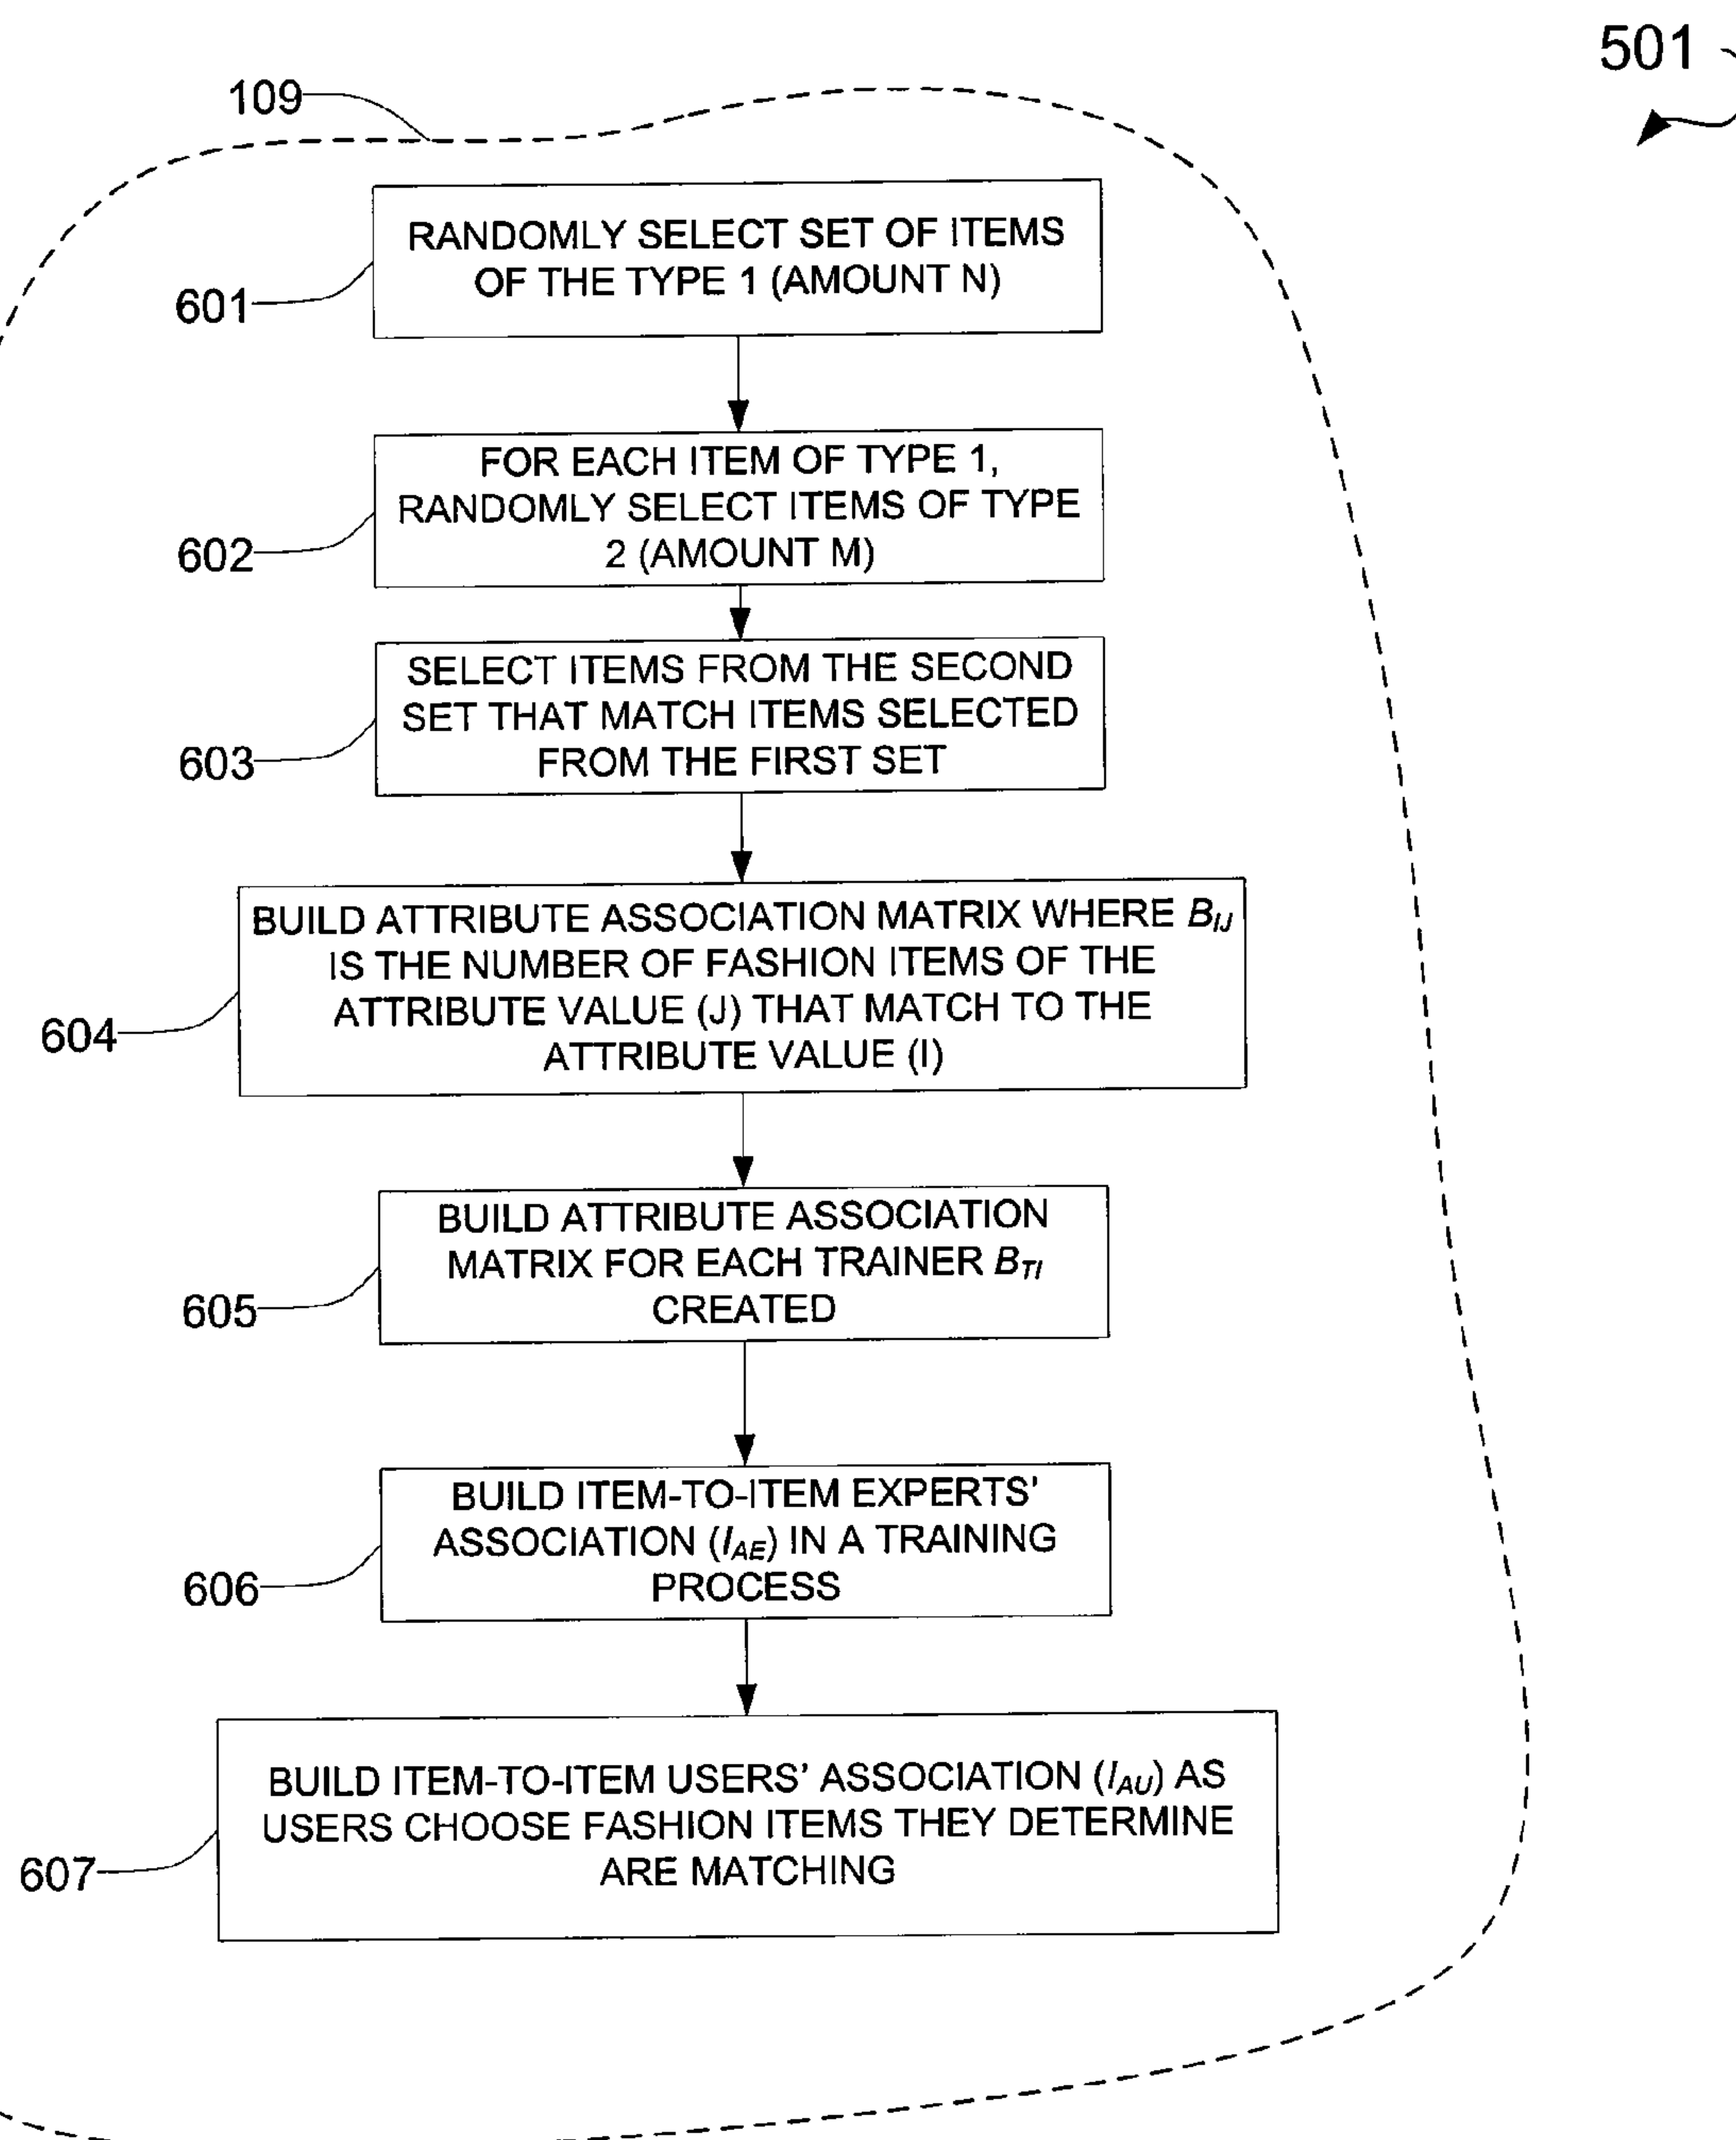 501
109
RANDOMLY SELECT SET OF ITEMS
OF THE TYPE 1 (AMOUNT N)
601
FOR EACH ITEM OF TYPE 1,
RANDOMLY SELECT ITEMS OF TYPE
2 (AMOUNT M)
602
SELECT ITEMS FROM THE SECOND
SET THAT MATCH ITEMS SELECTED
FROM THE FIRST SET
603
BUILD ATTRIBUTE ASSOCIATION MATRIX WHERE BIJ
IS THE NUMBER OF FASHION ITEMS OF THE
ATTRIBUTE VALUE (J) THAT MATCH TO THE
ATTRIBUTE VALUE (I)
604
BUILD ATTRIBUTE ASSOCIATION
MATRIX FOR EACH TRAINER BTI
CREATED
605
BUILD ITEM-TO-ITEM EXPERTS’
ASSOCIATION (IAE) IN A TRAINING
PROCESS
606
BUILD ITEM-TO-ITEM USERS’ ASSOCIATION (IAU) AS
USERS CHOOSE FASHION ITEMS THEY DETERMINE
ARE MATCHING
607